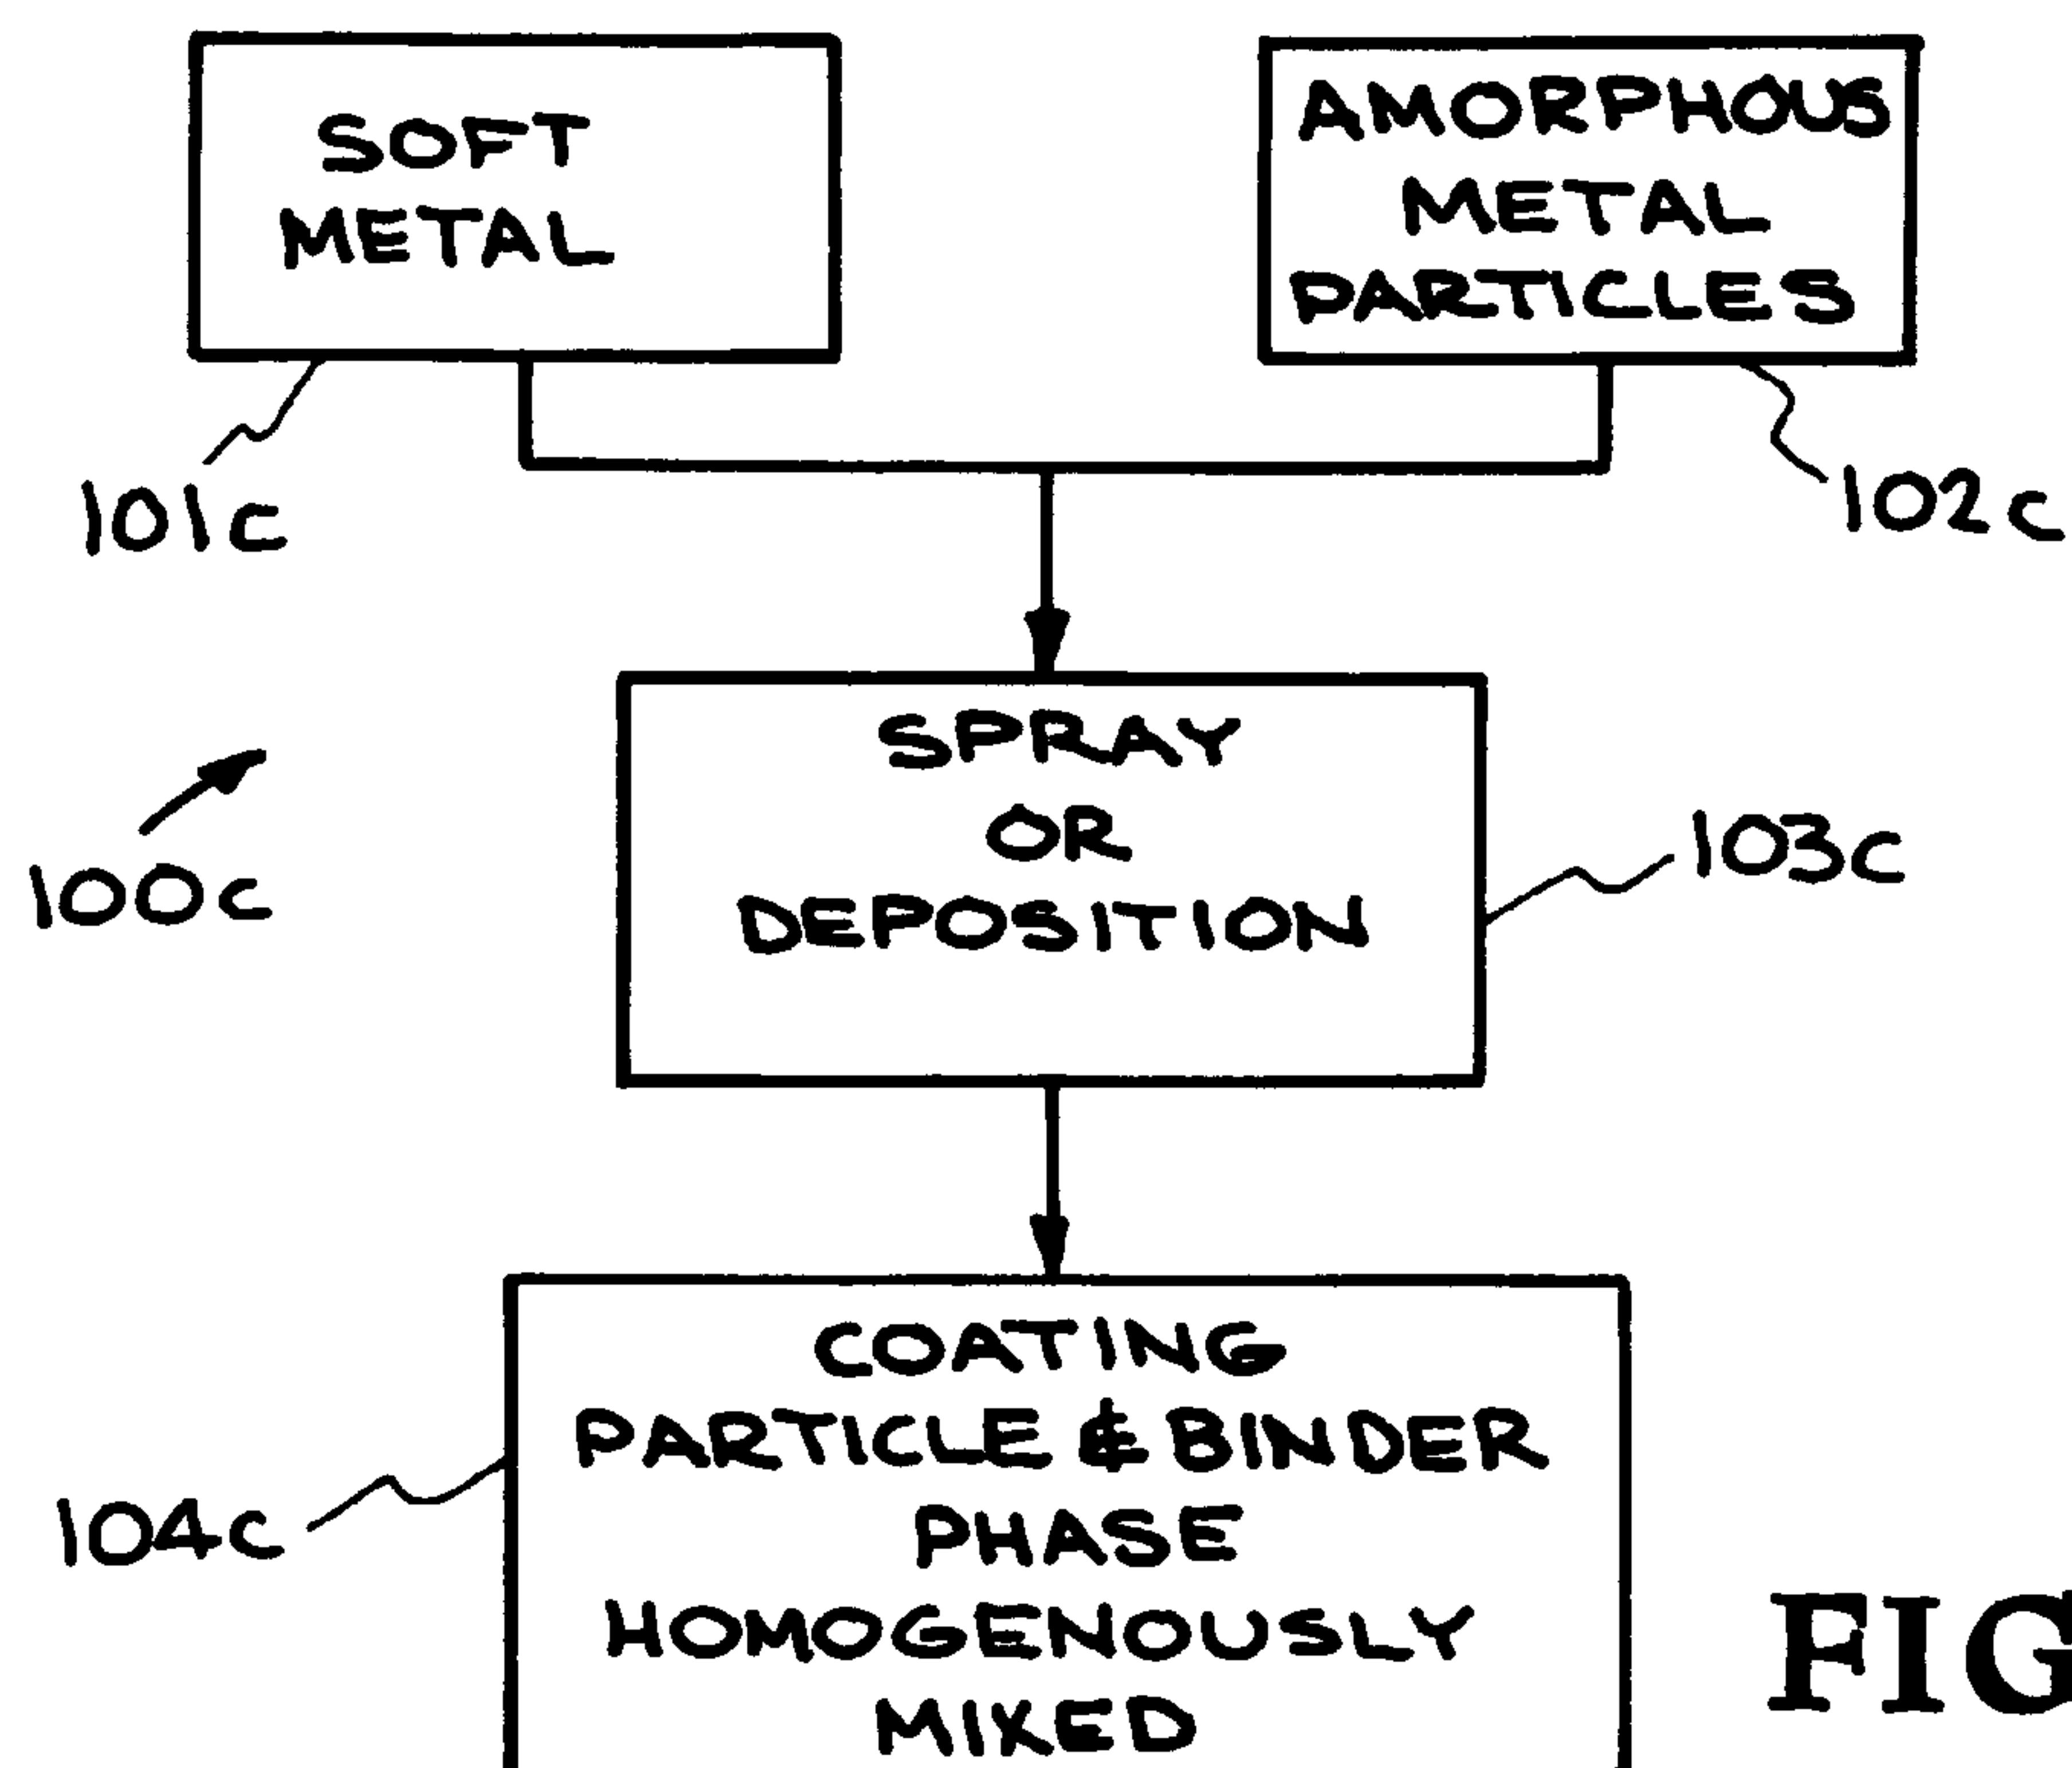 SOFT
METAL
AMORPHOUS
METAL
PARTICLES
101c
102c
SPRAY
OR
DEPOSITION
103c
100c
COATING
PARTICLE & BINDER
PHASE
HOMOGENOUSLY
MIXED
104c
FIG